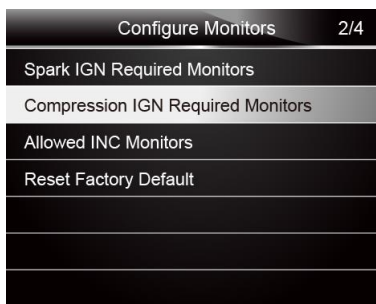 Configure Monitors 2/4
Spark IGN Required Monitors
Compression IGN Required Monitors
Allowed INC Monitors
Reset Factory Default